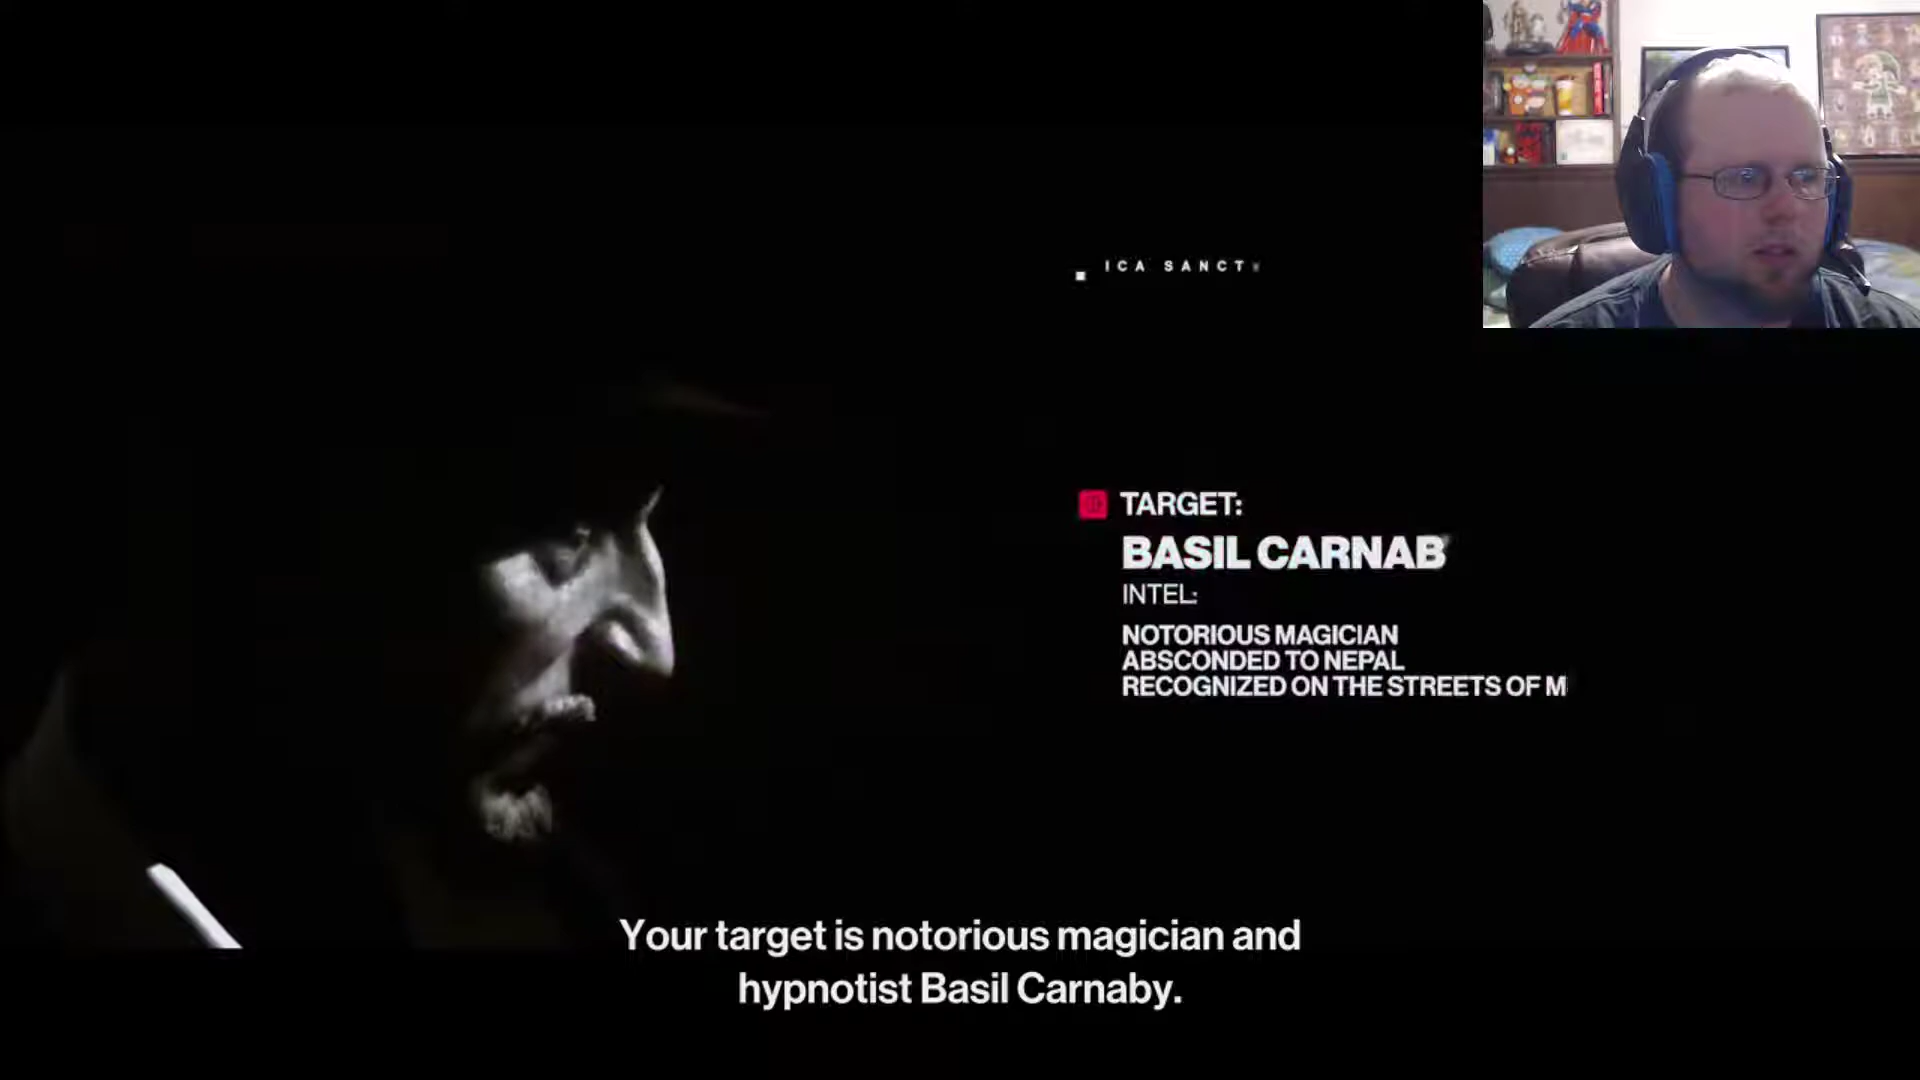 ICA SANCT
TARGET:
BASIL CARNAB
INTEL:
NOTORIOUS MAGICIAN
ABSCONDED TO NEPAL
RECOGNIZED ON THE STREETS OF M
Your target is notorious magician and
hypnotist Basil Carnaby.